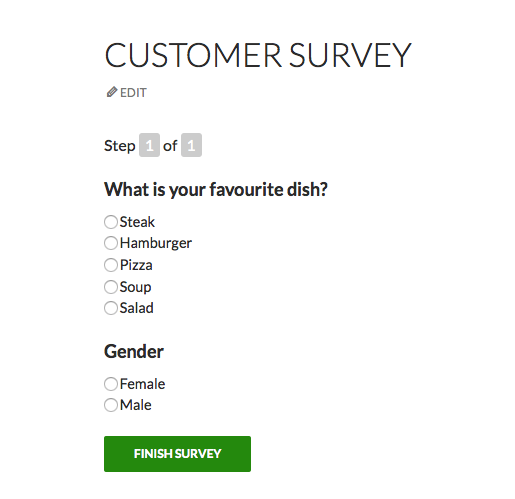 CUSTOMER SURVEY
EDIT
Step 1 of 1
What is your favourite dish?
Steak
Hamburger
Pizza
Soup
Salad
Gender
Female
Male
FINISH SURVEY